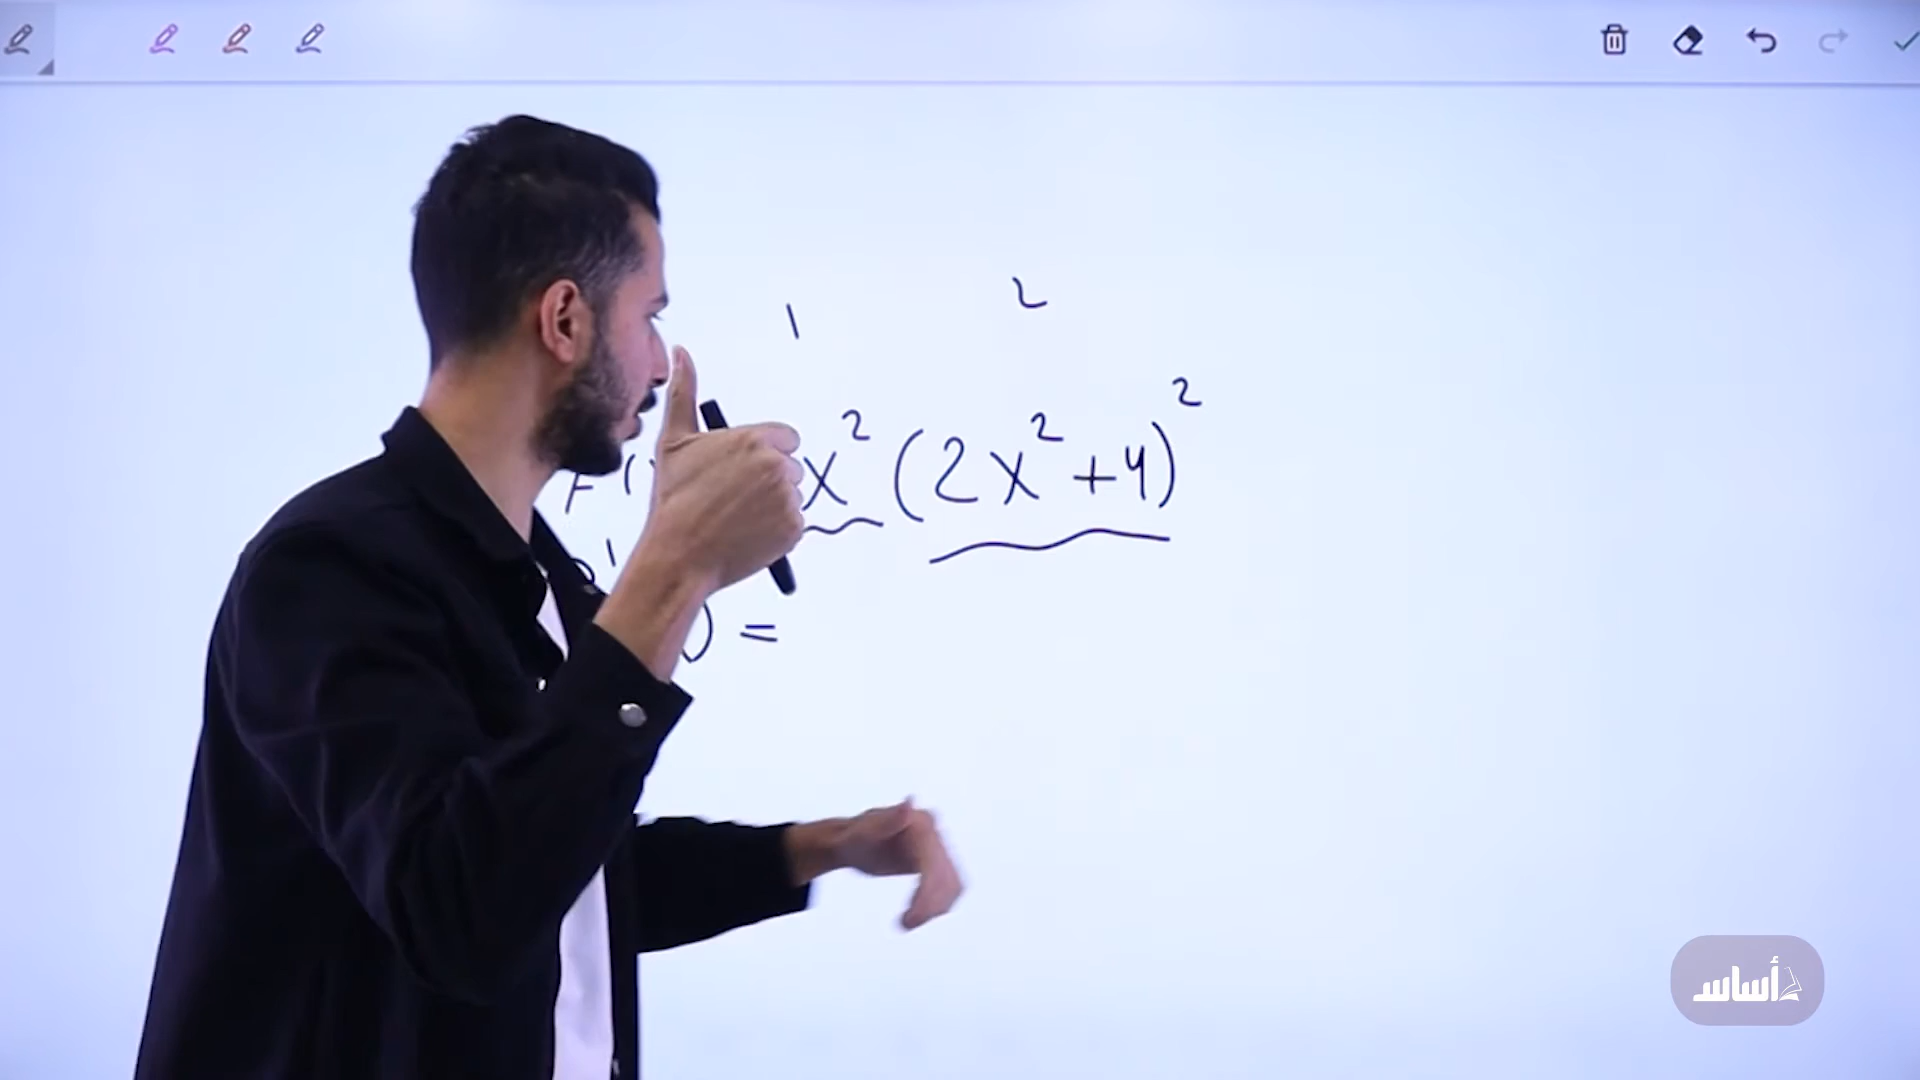 1 2
x² (2x²+4)²
) =
أساس